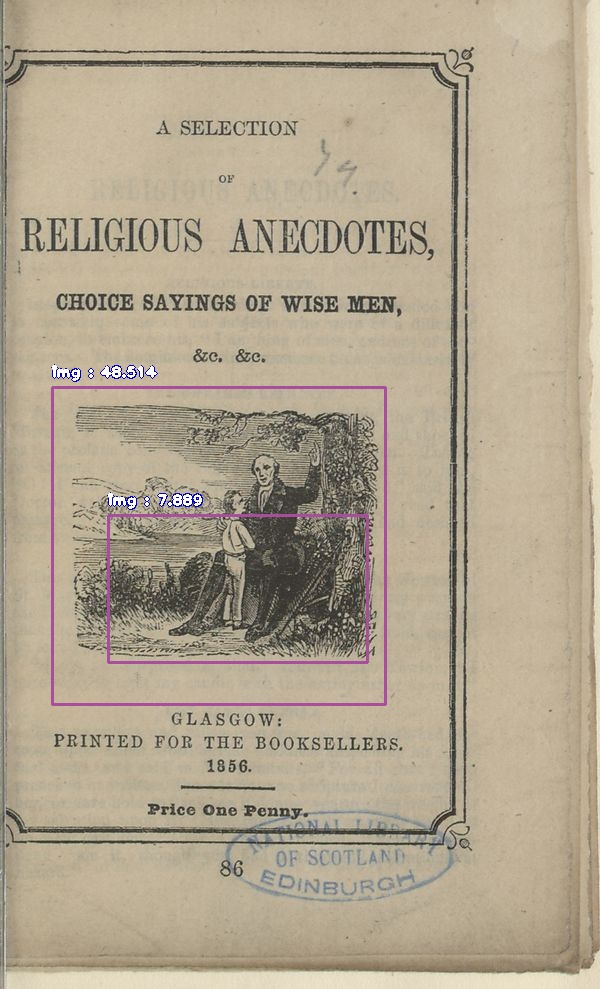 A SELECTION
OF
RELIGIOUS ANECDOTES,
CHOICE SAYINGS OF WISE MEN,
&c. &c.
img : 48.514
img : 7.889
GLASGOW:
PRINTED FOR THE BOOKSELLERS.
1856.
Price One Penny.
86
NATIONAL LIBRARY
OF SCOTLAND
EDINBURGH